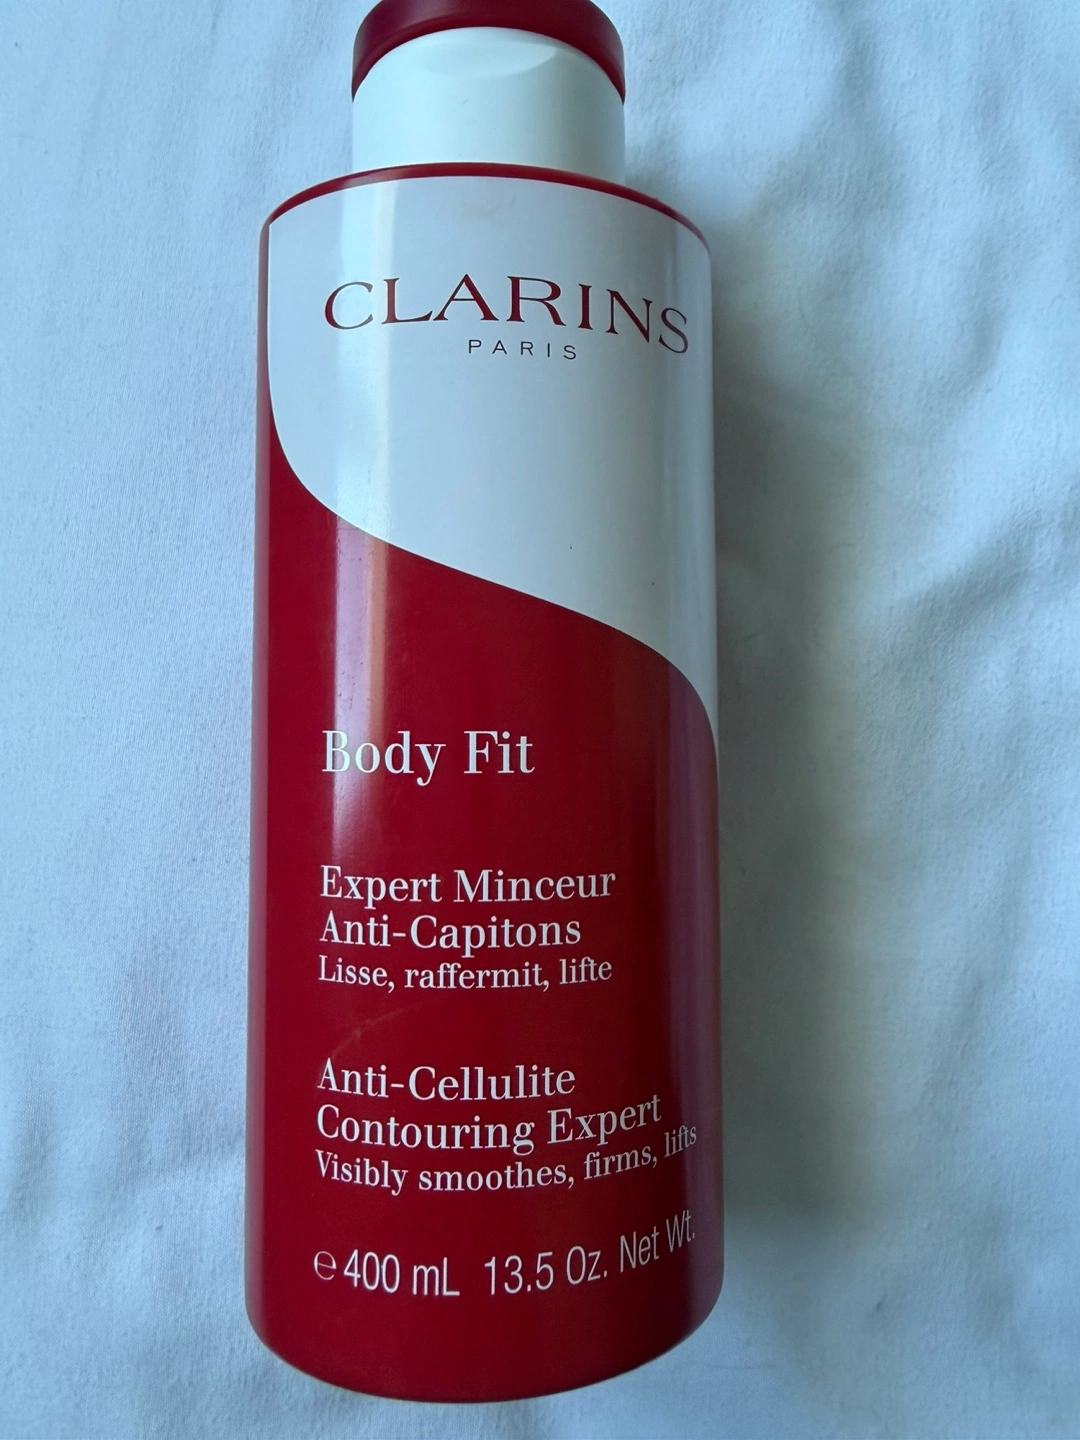 CLARINS
PARIS
Body Fit
Expert Minceur
Anti-Capitons
Lisse, raffermit, lifte
Anti-Cellulite
Contouring Expert
Visibly smoothes, firms, lifts
℮ 400 mL 13.5 Oz. Net Wt.